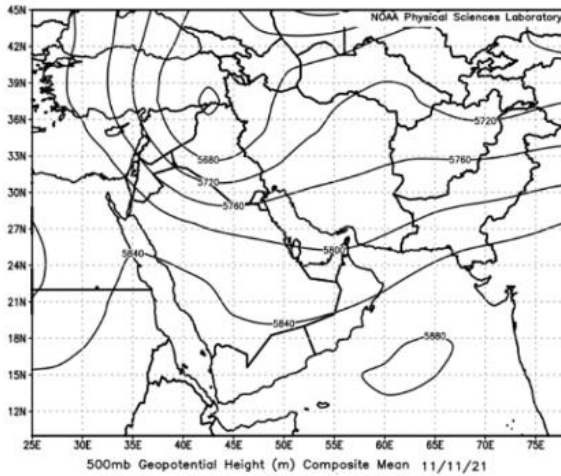 45N
NOAA Physical Sciences Laboratory
42N
39N
36N
5720
33N
5680
5760
5720
30N
5760
27N
5840
5800
24N
21N
5840
18N
5880
15N
12N
25E 30E 35E 40E 45E 50E 55E 60E 65E 70E 75E
500mb Geopotential Height (m) Composite Mean 11/11/21